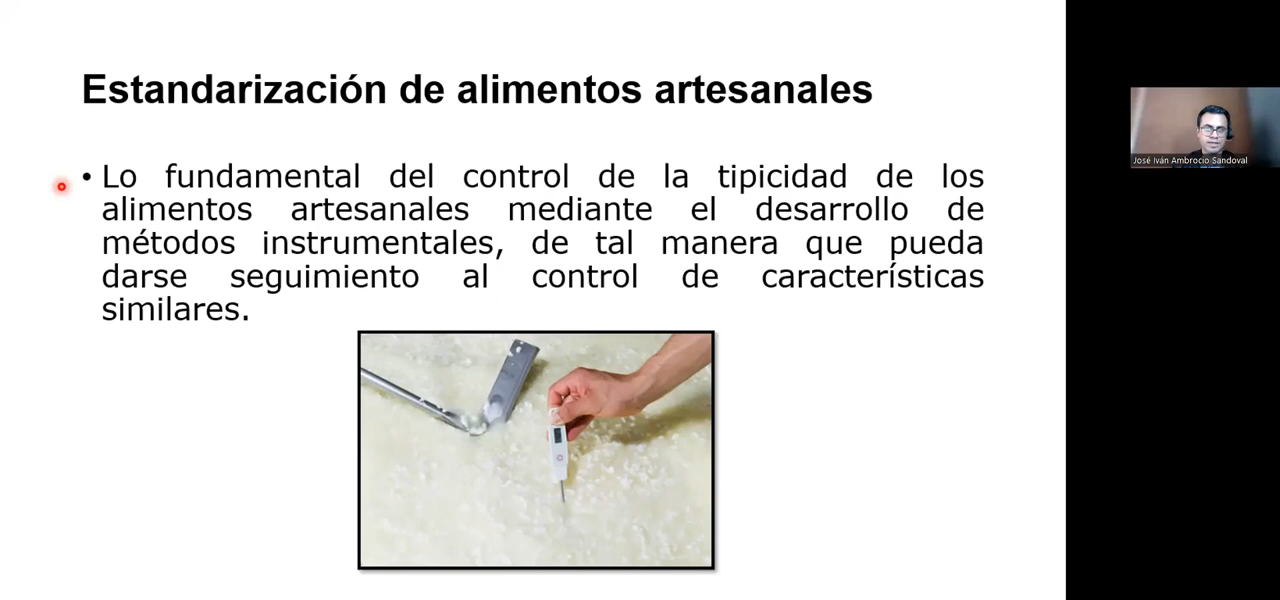 Estandarización de alimentos artesanales
• Lo fundamental del control de la tipicidad de los
alimentos artesanales mediante el desarrollo de
métodos instrumentales, de tal manera que pueda
darse seguimiento al control de características
similares.
José Iván Ambrocio Sandoval